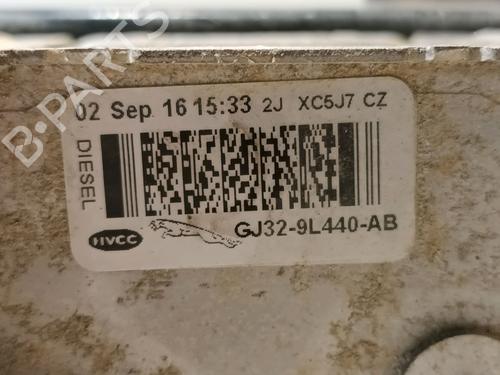 02 Sep 16 15:33 2J XC5J7 CZ
DIESEL
HVCC
GJ32-9L440-AB
B-PARTS